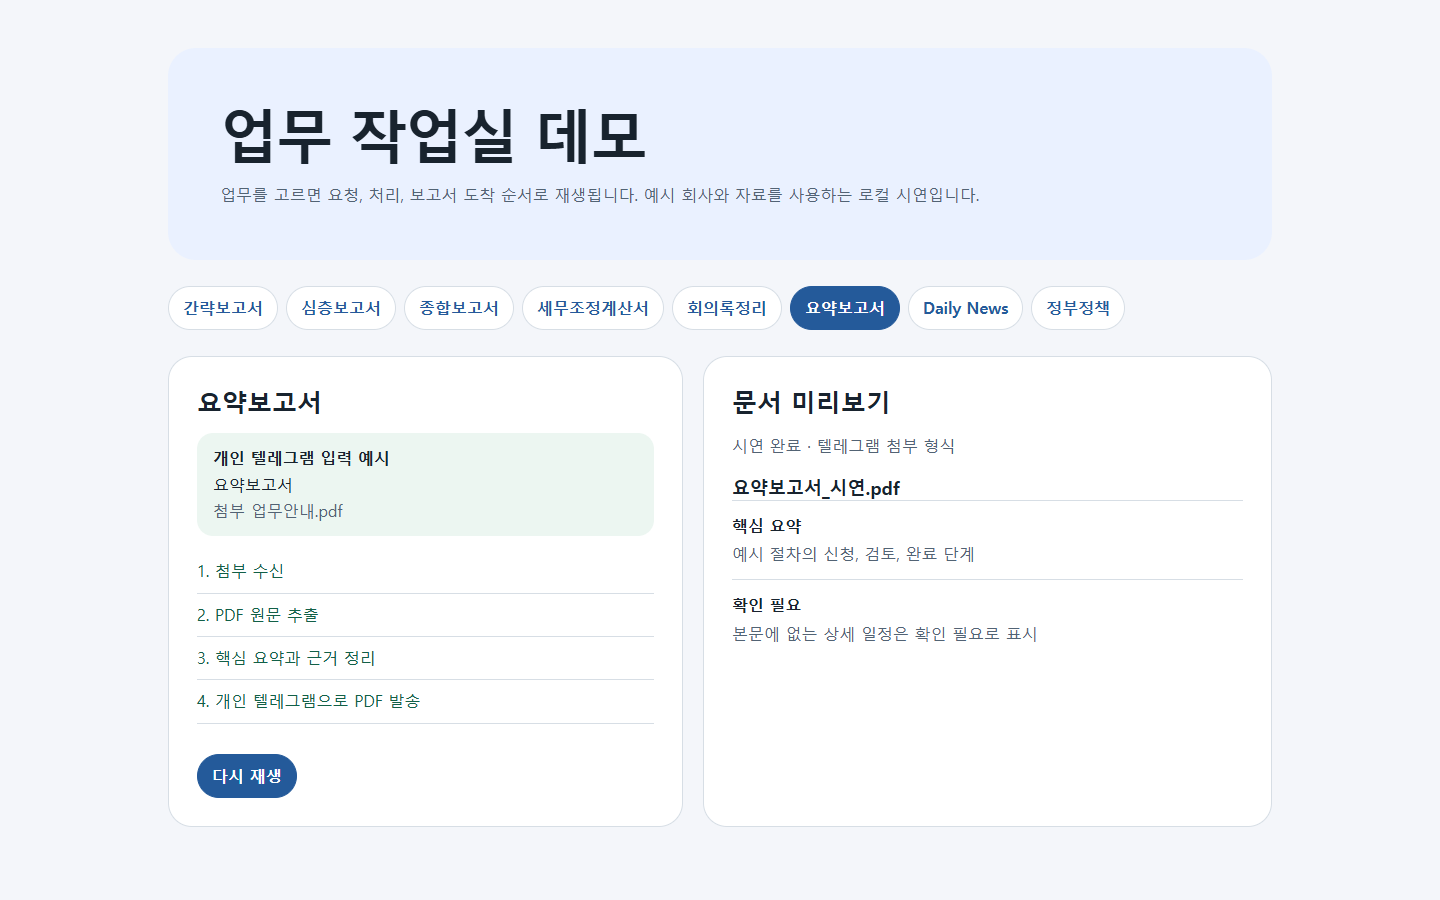 업무 작업실 데모
업무를 고르면 요청, 처리, 보고서 도착 순서로 재생됩니다. 예시 회사와 자료를 사용하는 로컬 시연입니다.
간략보고서
심층보고서
종합보고서
세무조정계산서
회의록정리
요약보고서
Daily News
정부정책
요약보고서
개인 텔레그램 입력 예시
요약보고서
첨부 업무안내.pdf
1. 첨부 수신
2. PDF 원문 추출
3. 핵심 요약과 근거 정리
4. 개인 텔레그램으로 PDF 발송
다시 재생
문서 미리보기
시연 완료 · 텔레그램 첨부 형식
요약보고서_시연.pdf
핵심 요약
예시 절차의 신청, 검토, 완료 단계
확인 필요
본문에 없는 상세 일정은 확인 필요로 표시